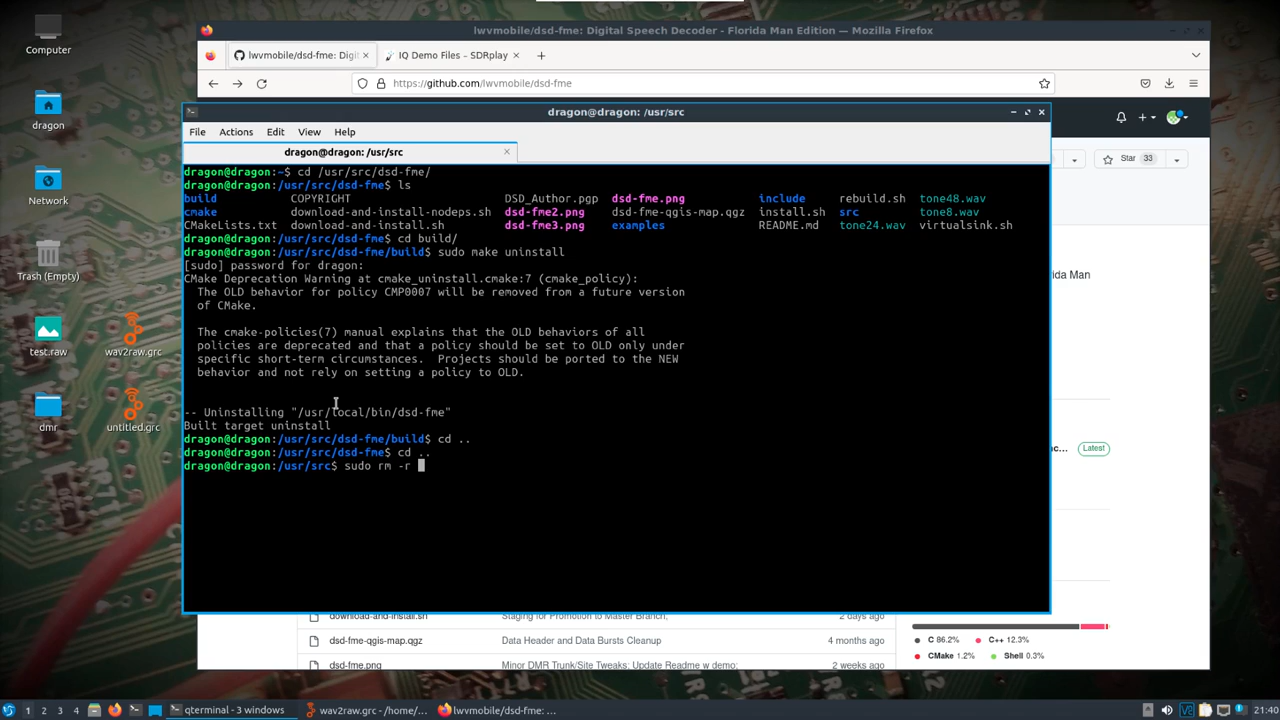 Computer
dragon
Network
Trash (Empty)
test.raw
wav2raw.grc
dmr
untitled.grc
lwvmobile/dsd-fme: Digital Speech Decoder - Florida Man Edition — Mozilla Firefox
lwvmobile/dsd-fme: Digit
IQ Demo Files – SDRplay
https://github.com/lwvmobile/dsd-fme
dragon@dragon: /usr/src
File Actions Edit View Help
dragon@dragon: /usr/src
Star 33
dragon@dragon:~$ cd /usr/src/dsd-fme/
dragon@dragon:/usr/src/dsd-fme$ ls
build COPYRIGHT DSD_Author.pgp dsd-fme.png include rebuild.sh tone48.wav
cmake download-and-install-nodeps.sh dsd-fme2.png dsd-fme-qgis-map.qgz install.sh src tone8.wav
CMakeLists.txt download-and-install.sh dsd-fme3.png examples README.md tone24.wav virtualsink.sh
dragon@dragon:/usr/src/dsd-fme$ cd build/
dragon@dragon:/usr/src/dsd-fme/build$ sudo make uninstall
[sudo] password for dragon:
CMake Deprecation Warning at cmake_uninstall.cmake:7 (cmake_policy):
The OLD behavior for policy CMP0007 will be removed from a future version
of CMake.
The cmake-policies(7) manual explains that the OLD behaviors of all
policies are deprecated and that a policy should be set to OLD only under
specific short-term circumstances. Projects should be ported to the NEW
behavior and not rely on setting a policy to OLD.
-- Uninstalling "/usr/local/bin/dsd-fme"
Built target uninstall
dragon@dragon:/usr/src/dsd-fme/build$ cd ..
dragon@dragon:/usr/src/dsd-fme$ cd ..
dragon@dragon:/usr/src$ sudo rm -r
ida Man
c... Latest
download-and-install.sh Staging for Promotion to Master Branch; 2 days ago
dsd-fme-qgis-map.qgz Data Header and Data Bursts Cleanup 4 months ago
dsd-fme.png Minor DMR Trunk/Site Tweaks; Update Readme w demo; 2 weeks ago
C 86.2% C++ 12.3%
CMake 1.2% Shell 0.3%
1 2 3 4 qterminal - 3 windows wav2raw.grc - /home/... lwvmobile/dsd-fme: ... 21:40